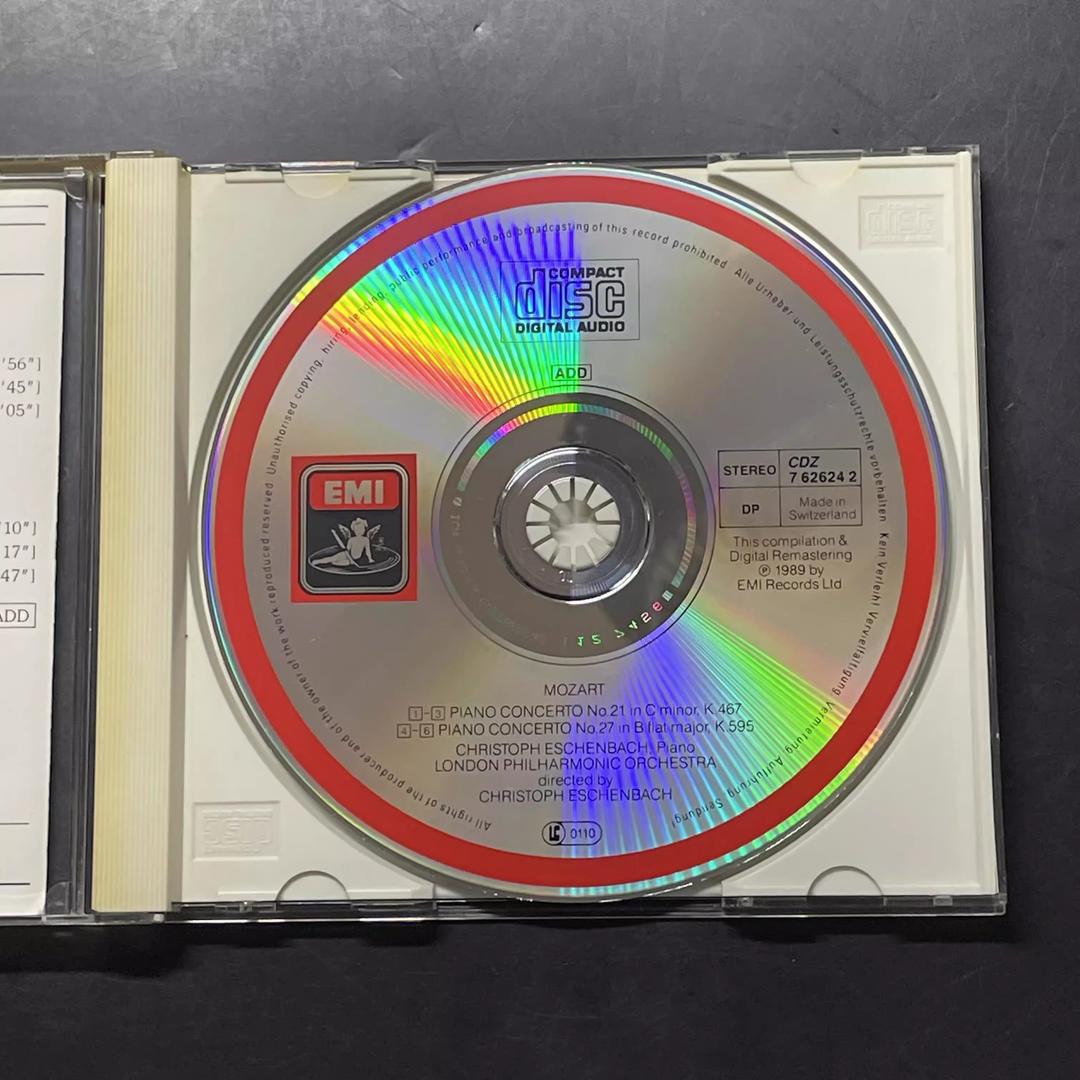 '56"]
'45"]
'05"]
'10"]
17"]
'47"]
ADD
disc
All rights of the producer and of the owner of the work reproduced reserved Unauthorised copying, hiring, lending, public performance and broadcasting of this record prohibited Alle Urheber und Leistungsschutzrechte vorbehalten Kein Verleih! Vervielfältigung Vermietung Aufführung Sendung!
COMPACT
disc
DIGITAL AUDIO
ADD
EMI
STEREO
CDZ
7 62624 2
DP
Made in
Switzerland
This compilation &
Digital Remastering
℗ 1989 by
EMI Records Ltd
MOZART
1-3 PIANO CONCERTO No.21 in C minor, K.467
4-6 PIANO CONCERTO No.27 in B flat major, K.595
CHRISTOPH ESCHENBACH, Piano
LONDON PHILHARMONIC ORCHESTRA
directed by
CHRISTOPH ESCHENBACH
LC 0110
disc